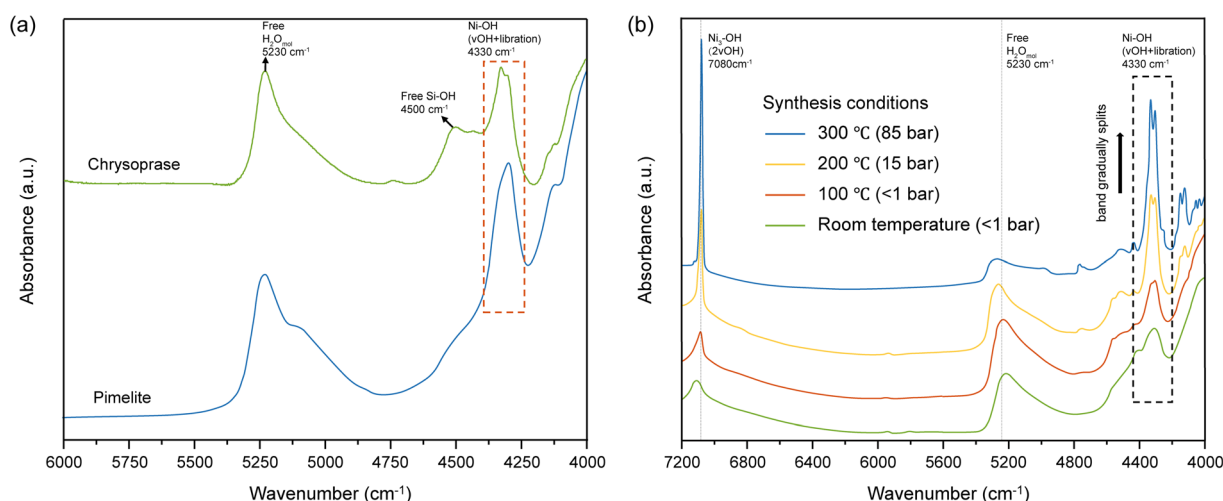 (a)
Free
H₂Omol
5230 cm⁻¹
Ni-OH
(vOH+libration)
4330 cm⁻¹
Free Si-OH
4500 cm⁻¹
Chrysoprase
Pimelite
Absorbance (a.u.)
6000 5750 5500 5250 5000 4750 4500 4250 4000
Wavenumber (cm⁻¹)
(b)
Ni₃-OH
(2vOH)
7080cm⁻¹
Free
H₂Omol
5230 cm⁻¹
Ni-OH
(vOH+libration)
4330 cm⁻¹
Synthesis conditions
300 ℃ (85 bar)
200 ℃ (15 bar)
100 ℃ (<1 bar)
Room temperature (<1 bar)
band gradually splits
Absorbance (a.u.)
7200 6800 6400 6000 5600 5200 4800 4400 4000
Wavenumber (cm⁻¹)